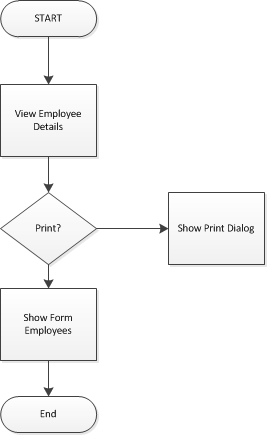 START
View Employee
Details
Print?
Show Print Dialog
Show Form
Employees
End